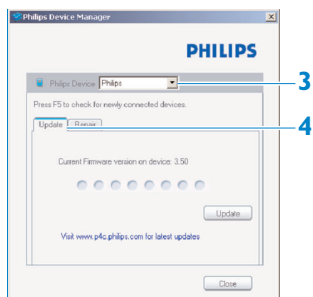 Philips Device Manager
PHILIPS
Philips Device Philips
3
Press F5 to check for newly connected devices.
Update Repair
4
Current Firmware version on device: 3.50
Update
Visit www.p4c.philips.com for latest updates
Close